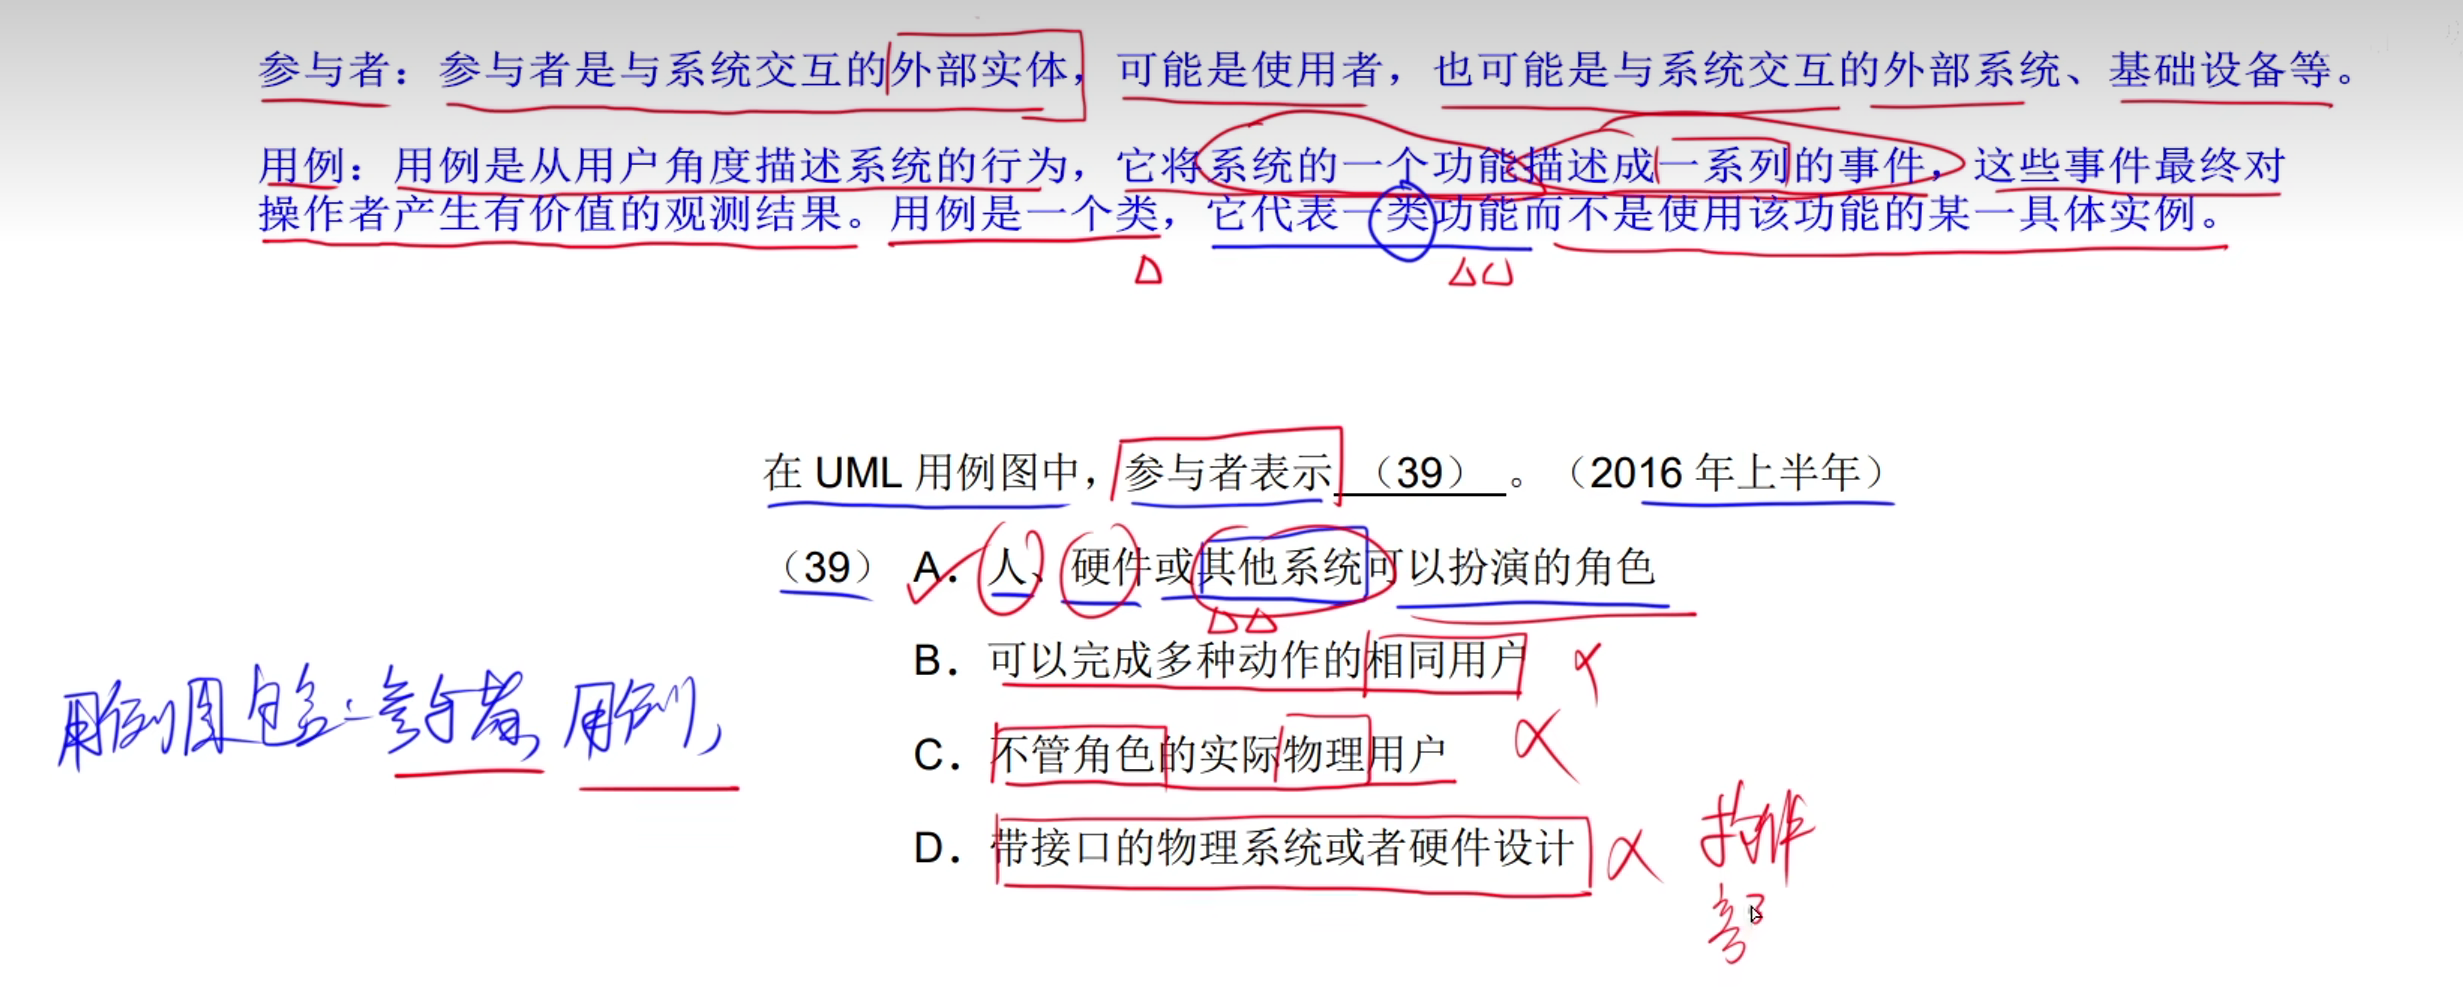 参与者：参与者是与系统交互的外部实体，可能是使用者，也可能是与系统交互的外部系统、基础设备等。
用例：用例是从用户角度描述系统的行为，它将系统的一个功能描述成一系列的事件，这些事件最终对
操作者产生有价值的观测结果。用例是一个类，它代表一类功能而不是使用该功能的某一具体实例。
在 UML 用例图中，参与者表示 （39） 。（2016 年上半年）
（39） A．人、硬件或其他系统可以扮演的角色
B．可以完成多种动作的相同用户
C．不管角色的实际物理用户
D．带接口的物理系统或者硬件设计
用例图包含：参与者，用例，